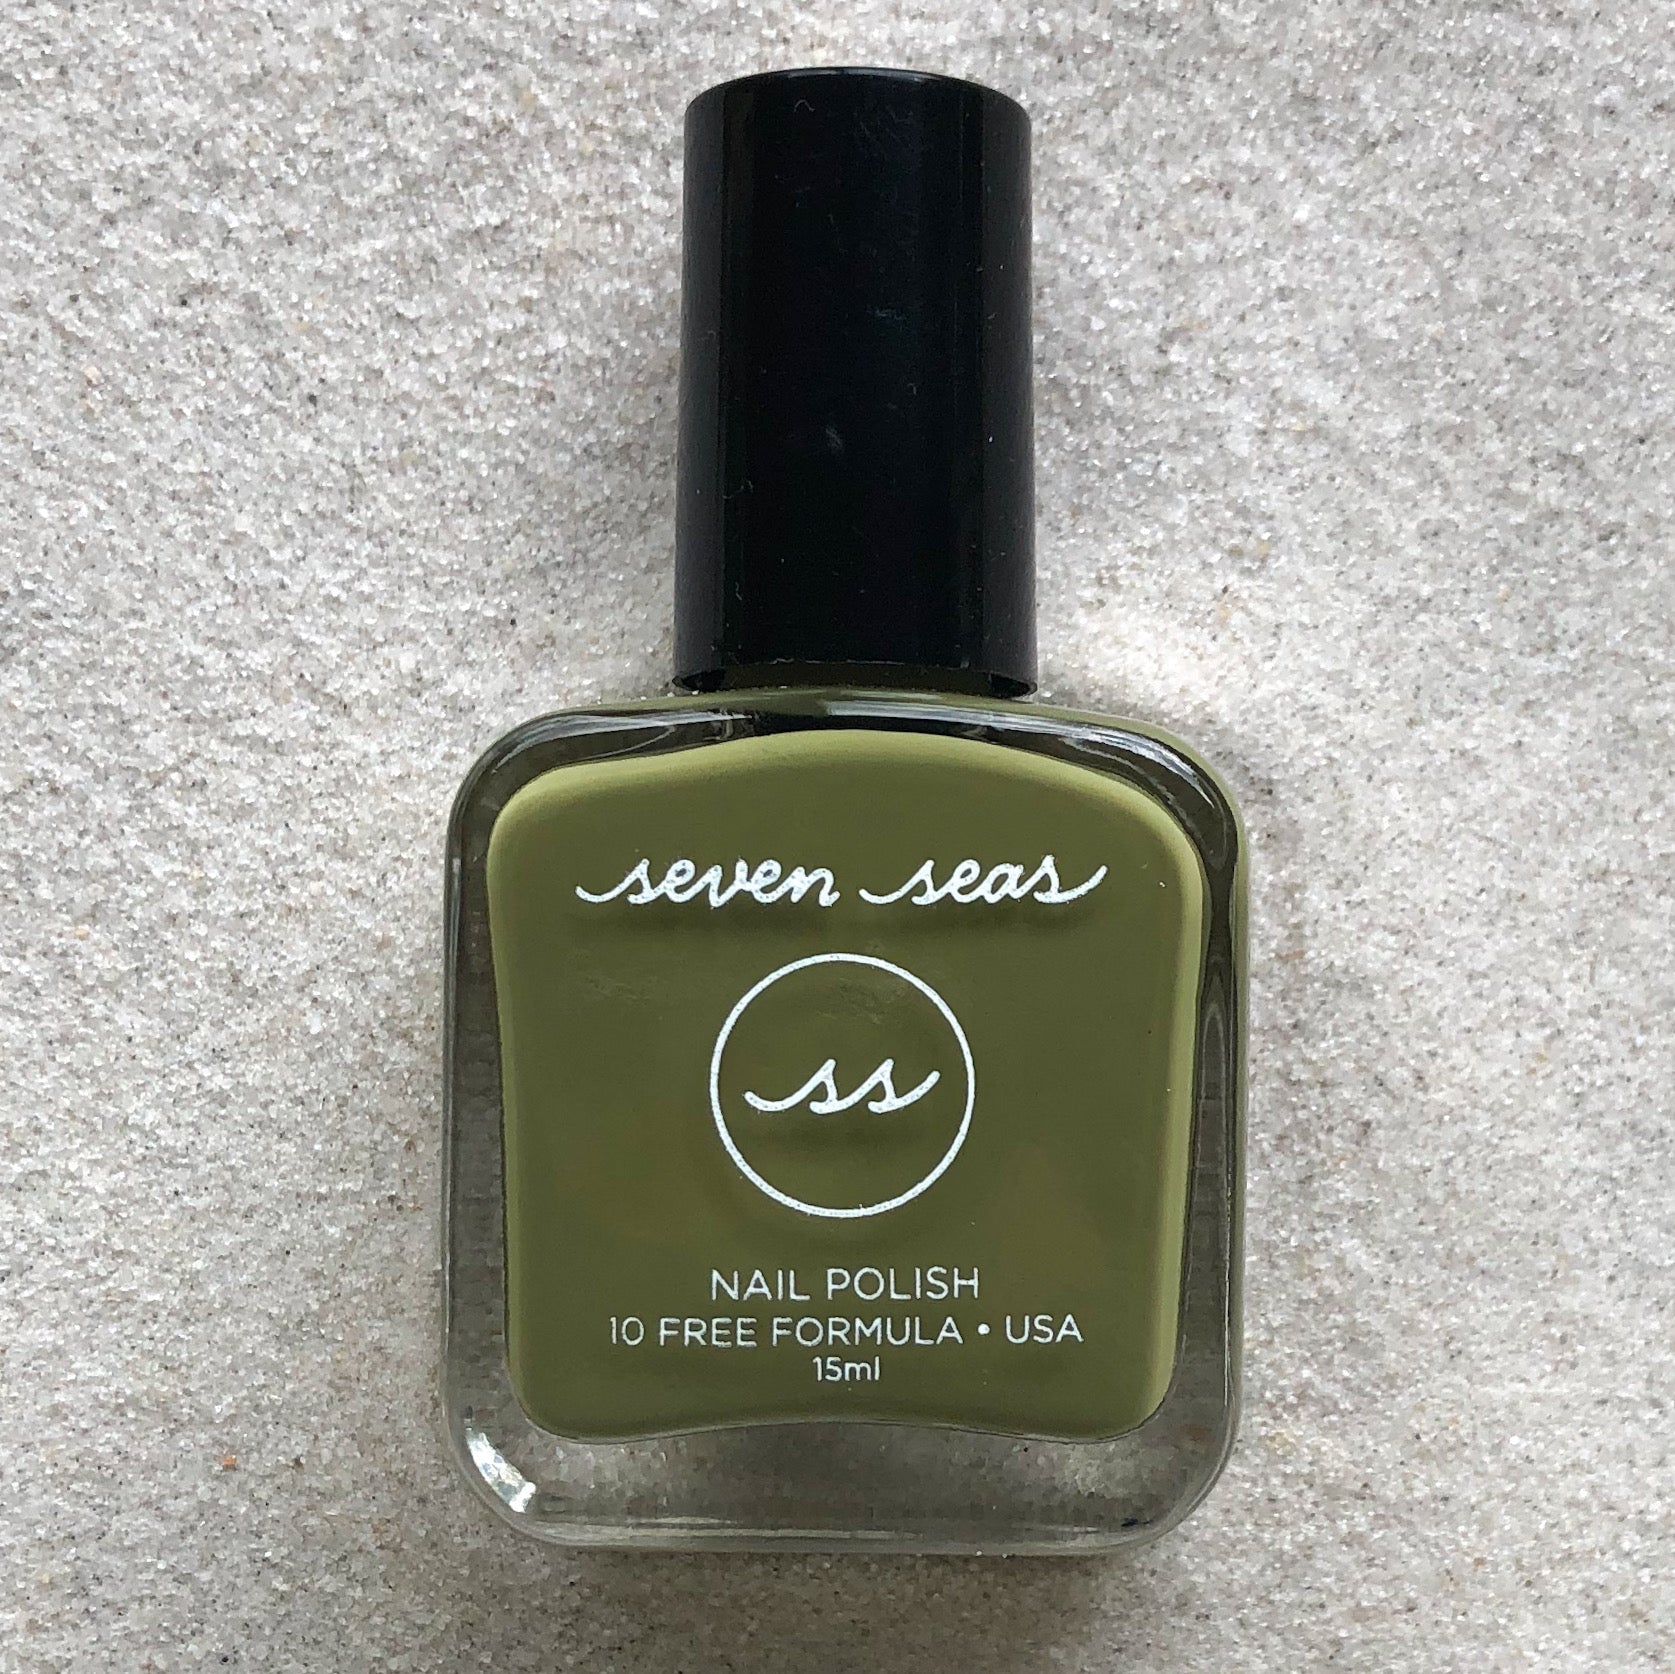 seven seas
ss
NAIL POLISH
10 FREE FORMULA • USA
15ml